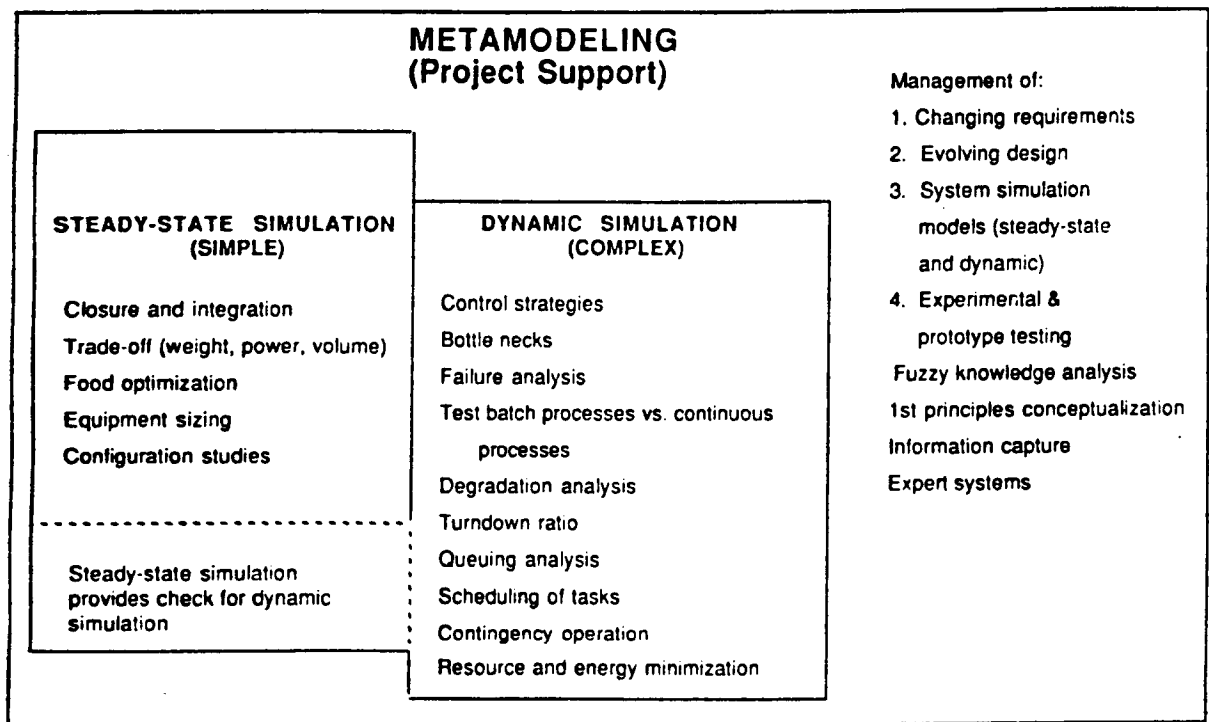 METAMODELING
(Project Support)
STEADY-STATE SIMULATION
(SIMPLE)
Closure and integration
Trade-off (weight, power, volume)
Food optimization
Equipment sizing
Configuration studies
Steady-state simulation
provides check for dynamic
simulation
DYNAMIC SIMULATION
(COMPLEX)
Control strategies
Bottle necks
Failure analysis
Test batch processes vs. continuous
processes
Degradation analysis
Turndown ratio
Queuing analysis
Scheduling of tasks
Contingency operation
Resource and energy minimization
Management of:
1. Changing requirements
2. Evolving design
3. System simulation
models (steady-state
and dynamic)
4. Experimental &
prototype testing
Fuzzy knowledge analysis
1st principles conceptualization
Information capture
Expert systems